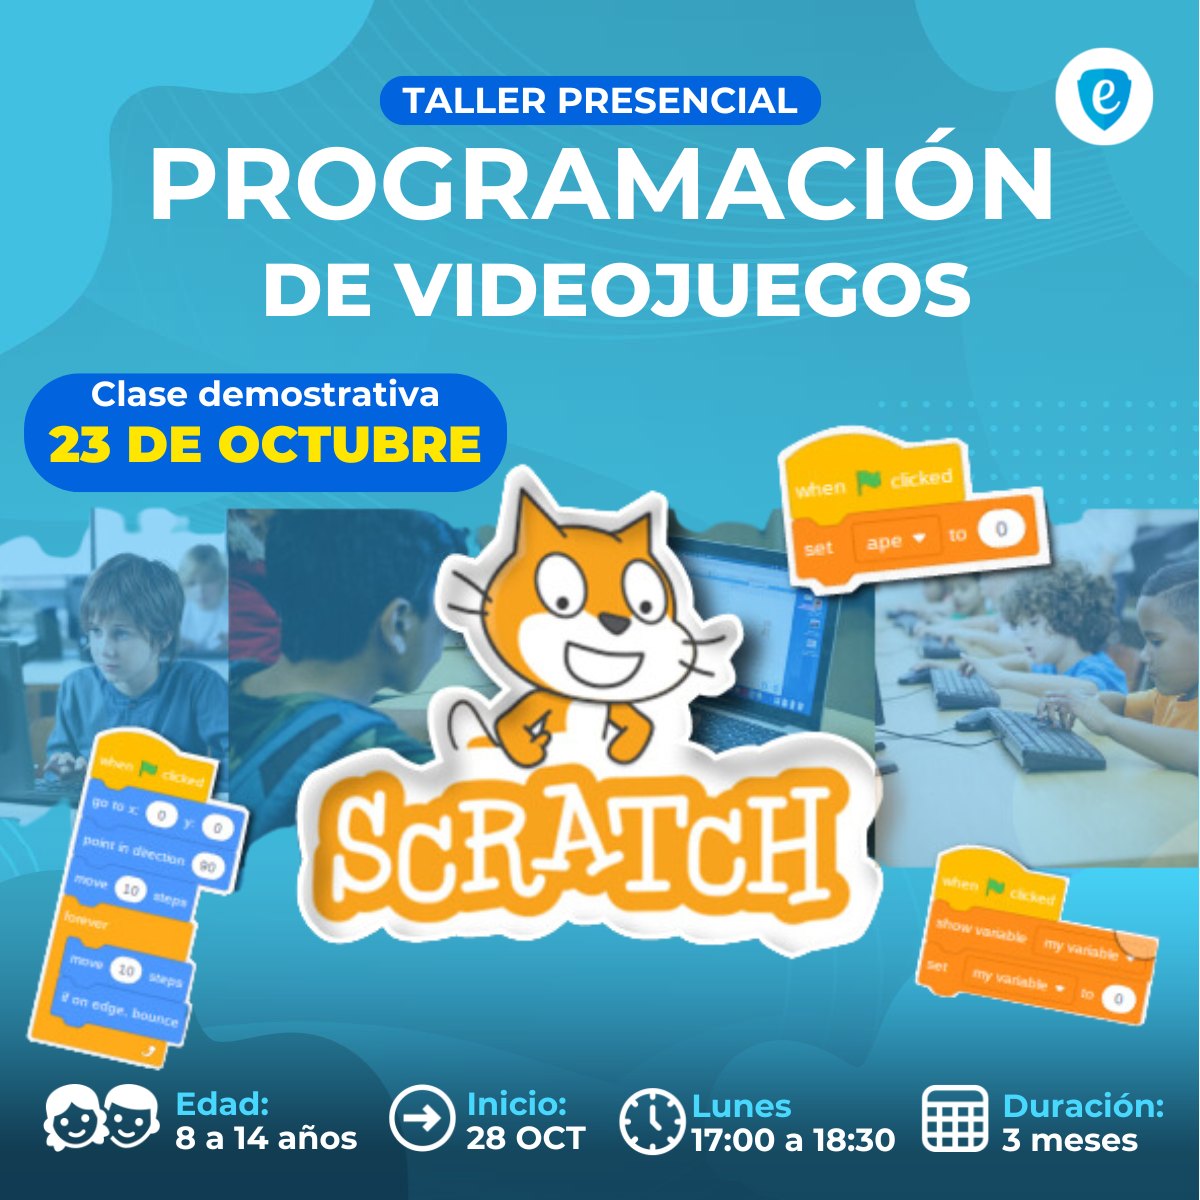 TALLER PRESENCIAL
e
PROGRAMACIÓN
DE VIDEOJUEGOS
Clase demostrativa
23 DE OCTUBRE
when clicked
set ape to 0
SCRATCH
when clicked
go to x: 0 y: 0
point in direction 90
move 10 steps
forever
move 10 steps
if on edge, bounce
when clicked
show variable my variable
set my variable to 0
Edad:
8 a 14 años
Inicio:
28 OCT
Lunes
17:00 a 18:30
Duración:
3 meses